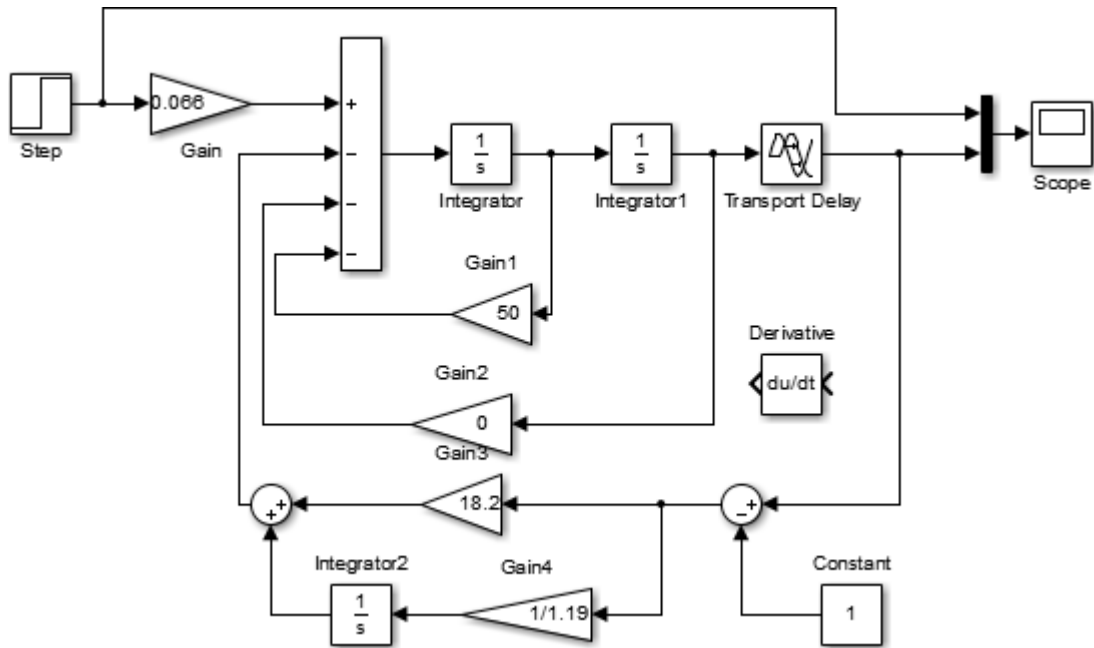 Step
0.066
Gain
+
−
−
−
1
s
Integrator
1
s
Integrator1
Transport Delay
Scope
Gain1
50
Derivative
du/dt
Gain2
0
Gain3
18.2
+
+
−
+
Integrator2
1
s
Gain4
1/1.19
Constant
1